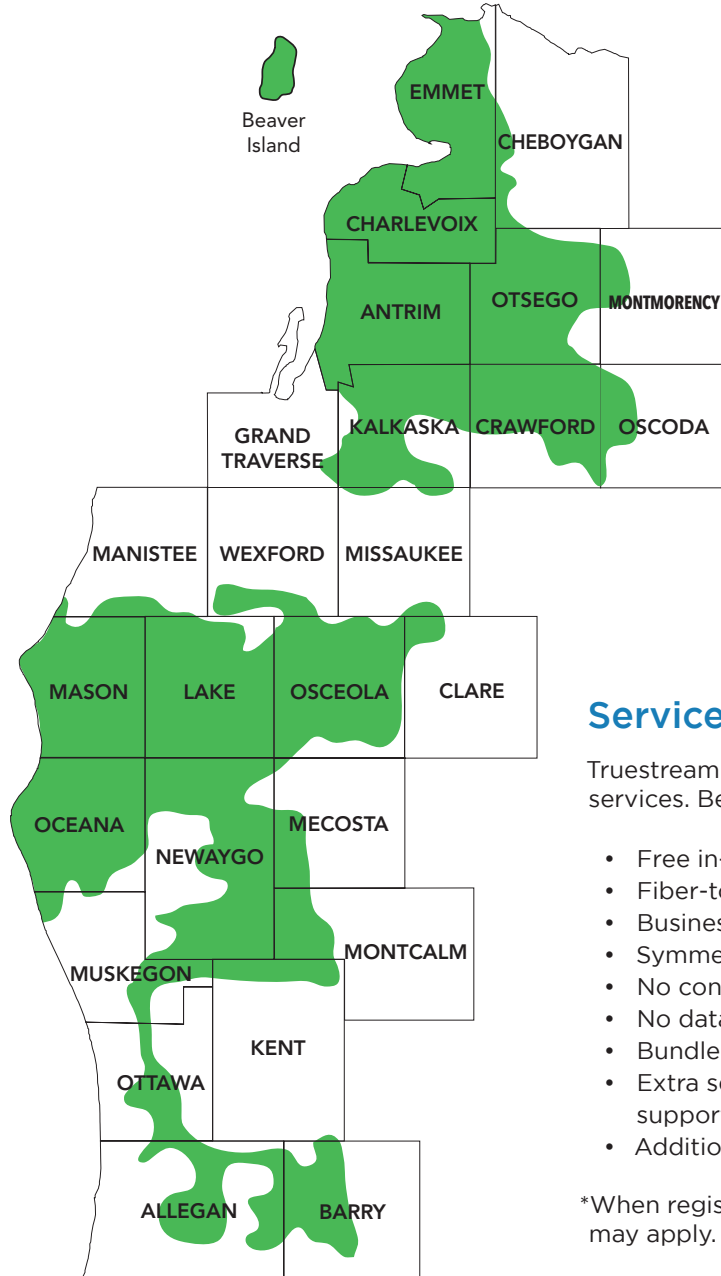 EMMET
Beaver
Island
CHEBOYGAN
CHARLEVOIX
ANTRIM
OTSEGO
MONTMORENCY
GRAND
TRAVERSE
KALKASKA
CRAWFORD
OSCODA
MANISTEE
WEXFORD
MISSAUKEE
MASON
LAKE
OSCEOLA
CLARE
OCEANA
NEWAYGO
MECOSTA
MUSKEGON
MONTCALM
KENT
OTTAWA
ALLEGAN
BARRY
Service
Truestream
services. Be
• Free in-
• Fiber-to
• Busines
• Symme
• No con
• No data
• Bundle
• Extra se
suppor
• Additio
*When regis
may apply.